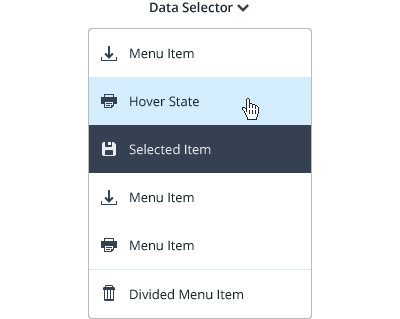 Data Selector
Menu Item
Hover State
Selected Item
Menu Item
Menu Item
Divided Menu Item